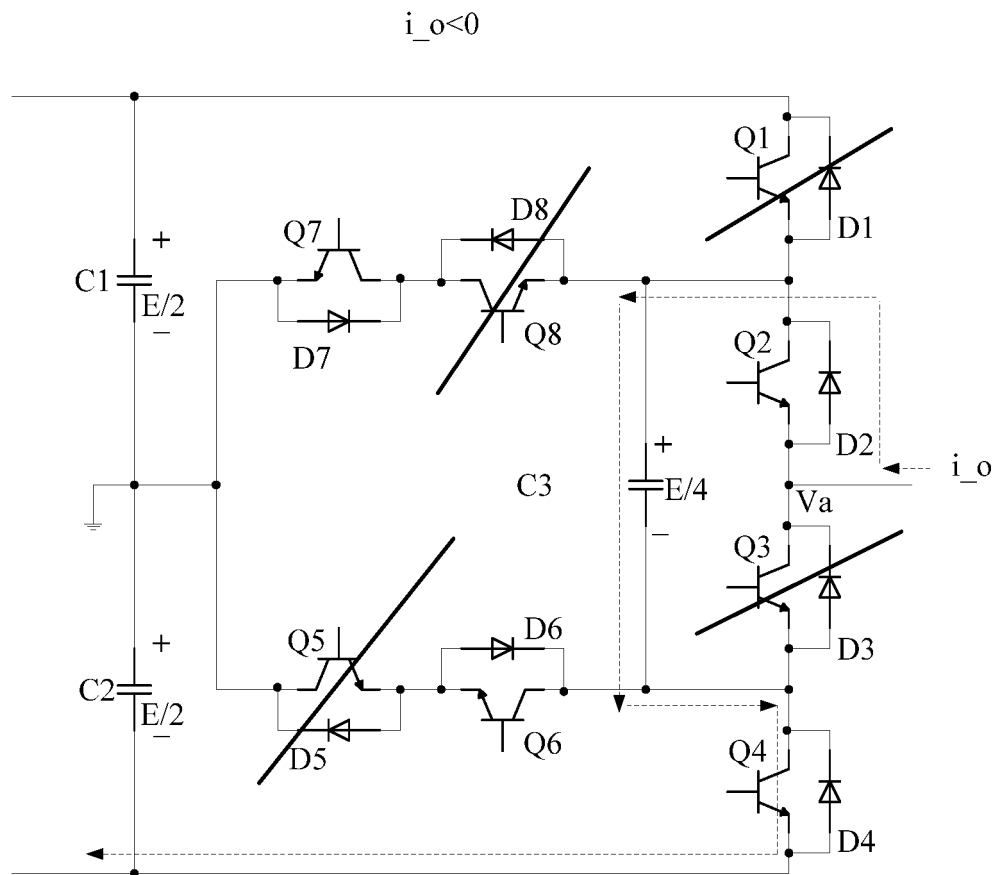 i_o<0
Q1
D1
Q7
D8
C1
+
E/2
−
D7
Q8
Q2
D2
i_o
+
C3
E/4
−
Va
Q3
D3
Q5
D6
+
C2
E/2
−
D5
Q6
Q4
D4